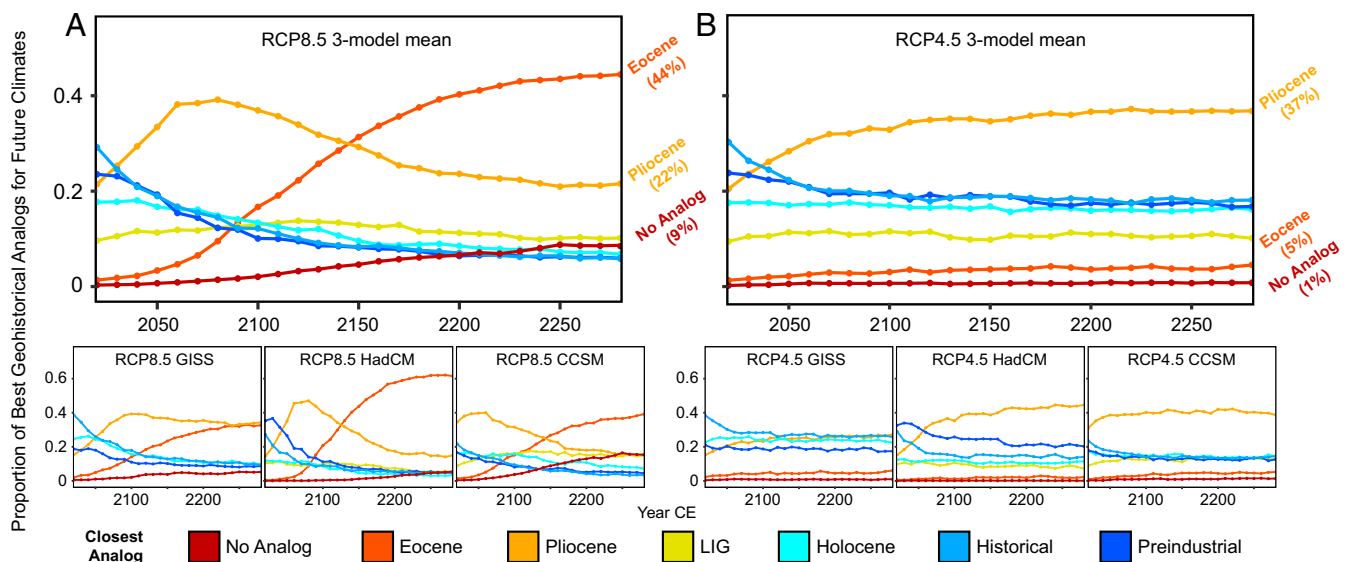 Proportion of Best Geohistorical Analogs for Future Climates
A
RCP8.5 3-model mean
0.4
0.2
0
2050 2100 2150 2200 2250
Eocene
(44%)
Pliocene
(22%)
No Analog
(9%)
B
RCP4.5 3-model mean
2050 2100 2150 2200 2250
Pliocene
(37%)
Eocene
(5%)
No Analog
(1%)
RCP8.5 GISS
RCP8.5 HadCM
RCP8.5 CCSM
0.6
0.4
0.2
0
2100 2200
2100 2200
2100 2200
RCP4.5 GISS
RCP4.5 HadCM
RCP4.5 CCSM
0.6
0.4
0.2
0
2100 2200
2100 2200
2100 2200
Year CE
Closest
Analog
No Analog
Eocene
Pliocene
LIG
Holocene
Historical
Preindustrial